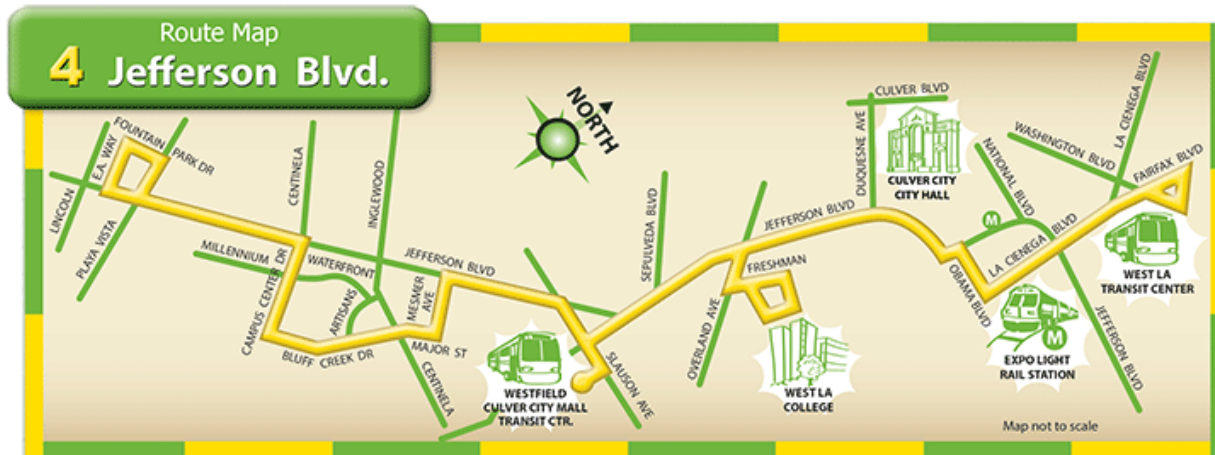 Route Map
4 Jefferson Blvd.
NORTH
FOUNTAIN PARK DR
E.A. WAY
LINCOLN
PLAYA VISTA
CENTINELA
INGLEWOOD
MILLENNIUM
WATERFRONT
CAMPUS CENTER DR
ARTISANS
BLUFF CREEK DR
MESMER
AVE
MAJOR ST
JEFFERSON BLVD
CENTINELA
WESTFIELD
CULVER CITY MALL
TRANSIT CTR.
SLAUSON AVE
SEPULVEDA BLVD
OVERLAND AVE
FRESHMAN
WEST LA
COLLEGE
JEFFERSON BLVD
DUQUESNE AVE
CULVER BLVD
CULVER CITY
CITY HALL
NATIONAL BLVD
M
WASHINGTON BLVD
LA CIENEGA BLVD
FAIRFAX BLVD
LA CIENEGA BLVD
OBAMA BLVD
M
EXPO LIGHT
RAIL STATION
WEST LA
TRANSIT CENTER
JEFFERSON BLVD
Map not to scale